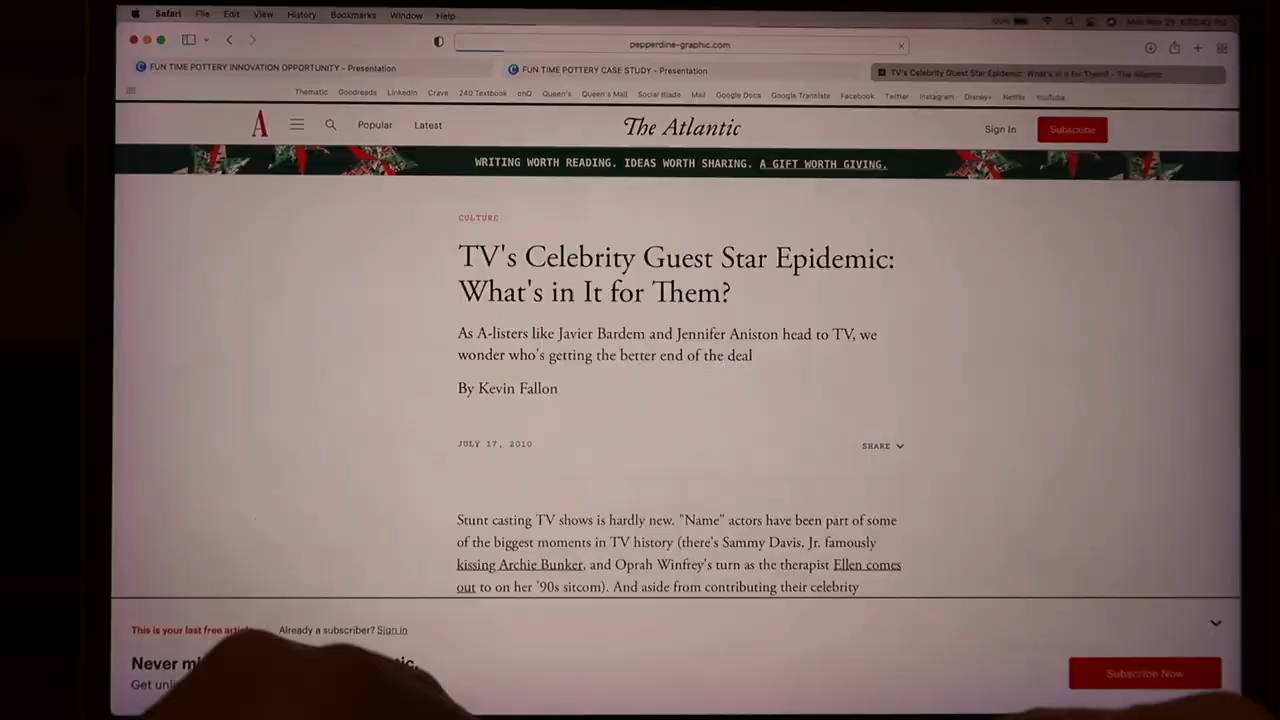 Safari File Edit View History Bookmarks Window Help
100% Mon Nov 29
pepperdine-graphic.com
FUN TIME POTTERY INNOVATION OPPORTUNITY - Presentation
FUN TIME POTTERY CASE STUDY - Presentation
TV's Celebrity Guest Star Epidemic: What's in It for Them? - The Atlantic
Thematic Goodreads LinkedIn Crave 240 Textbook onQ Queen's Queen's Mail Social Blade Mail Google Docs Google Translate Facebook Twitter Instagram Disney+ Netflix YouTube
A Popular Latest The Atlantic Sign In Subscribe
WRITING WORTH READING. IDEAS WORTH SHARING. A GIFT WORTH GIVING.
CULTURE
TV's Celebrity Guest Star Epidemic:
What's in It for Them?
As A-listers like Javier Bardem and Jennifer Aniston head to TV, we
wonder who's getting the better end of the deal
By Kevin Fallon
JULY 17, 2010
SHARE
Stunt casting TV shows is hardly new. "Name" actors have been part of some
of the biggest moments in TV history (there's Sammy Davis, Jr. famously
kissing Archie Bunker, and Oprah Winfrey's turn as the therapist Ellen comes
out to on her '90s sitcom). And aside from contributing their celebrity
This is your last free Already a subscriber? Sign in
Never
Get
Subscribe Now